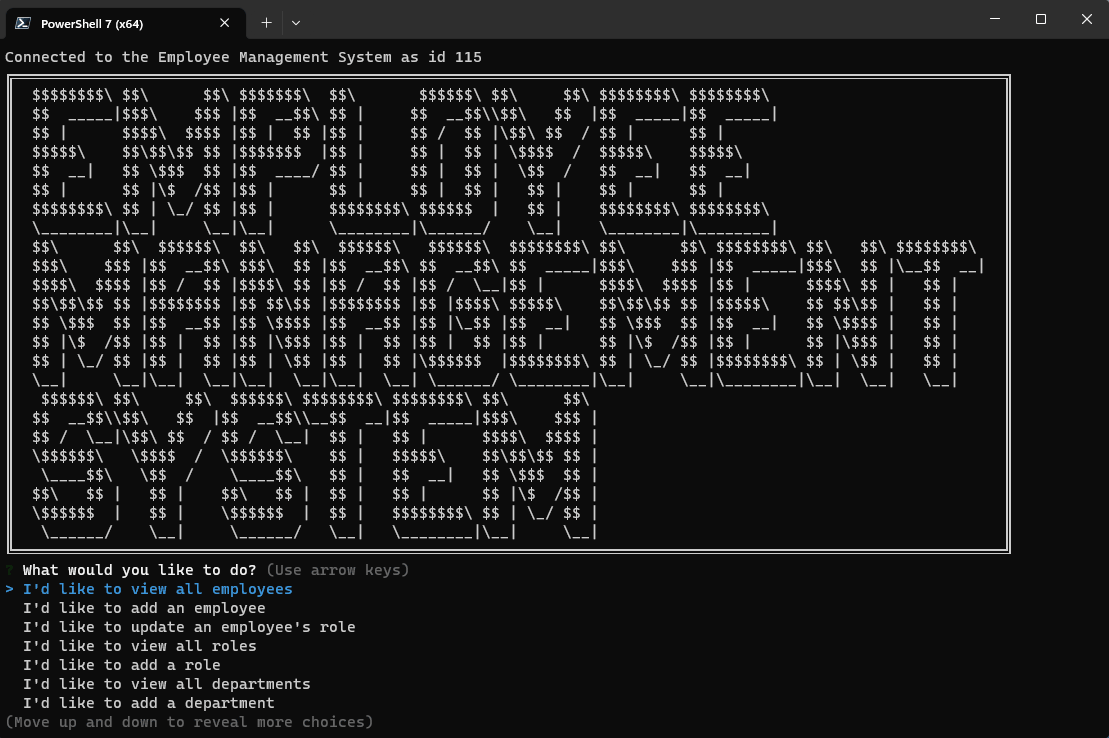 PowerShell 7 (x64)
Connected to the Employee Management System as id 115
EMPLOYEE
MANAGEMENT
SYSTEM
? What would you like to do? (Use arrow keys)
> I'd like to view all employees
I'd like to add an employee
I'd like to update an employee's role
I'd like to view all roles
I'd like to add a role
I'd like to view all departments
I'd like to add a department
(Move up and down to reveal more choices)